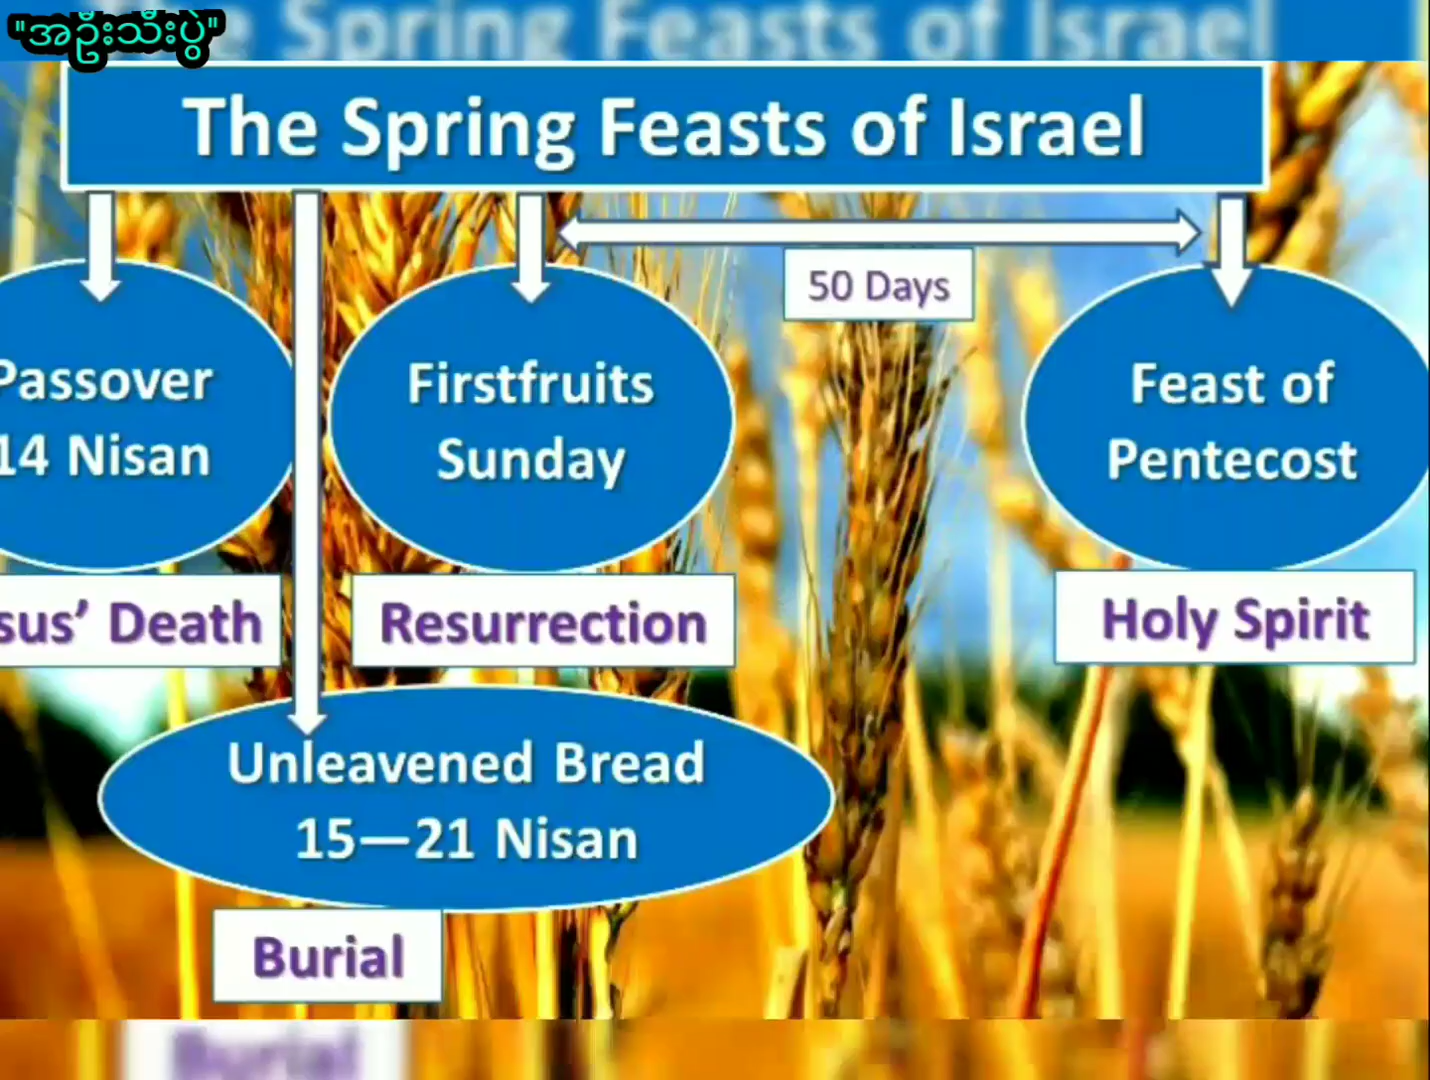 "အဦးသီးပွဲ"
The Spring Feasts of Israel
50 Days
Passover
14 Nisan
Firstfruits
Sunday
Feast of
Pentecost
sus’ Death
Resurrection
Holy Spirit
Unleavened Bread
15—21 Nisan
Burial